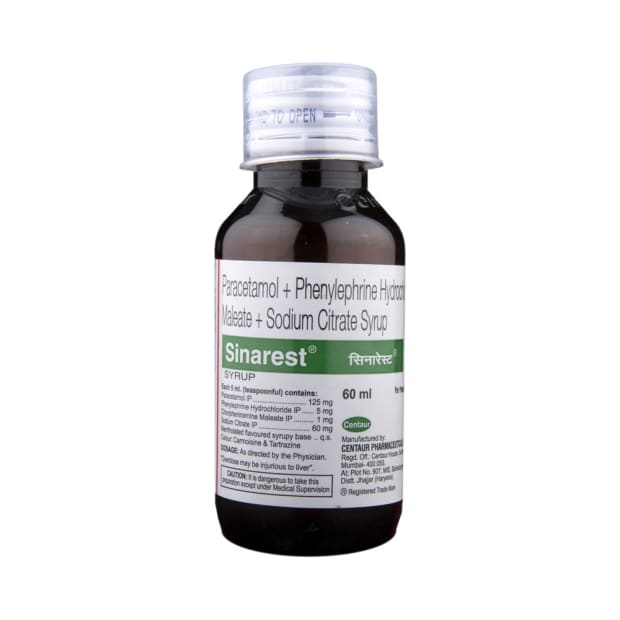 TO OPEN
Paracetamol + Phenylephrine
Maleate + Sodium Citrate Syrup
Sinarest® सिनारेस्ट®
SYRUP
60 ml
Each 5 ml. (teaspoonful) contains:
Paracetamol IP ........................ 125 mg
Phenylephrine Hydrochloride IP ..... 5 mg
Chlorpheniramine Maleate IP ........ 1 mg
Sodium Citrate IP ..................... 60 mg
Mentholated flavoured syrupy base .. q.s.
Colour: Carmoisine & Tartrazine
DOSAGE: As directed by the Physician.
"Overdose may be injurious to liver".
CAUTION: It is dangerous to take this
preparation except under Medical Supervision
Centaur
Manufactured by:
CENTAUR PHARMACEUTICAL
Regd. Off.: Centaur House,
Mumbai- 400 055.
At: Plot No. 907, MIE,
Distt. Jhajjar (Haryana)
® Registered Trade Mark